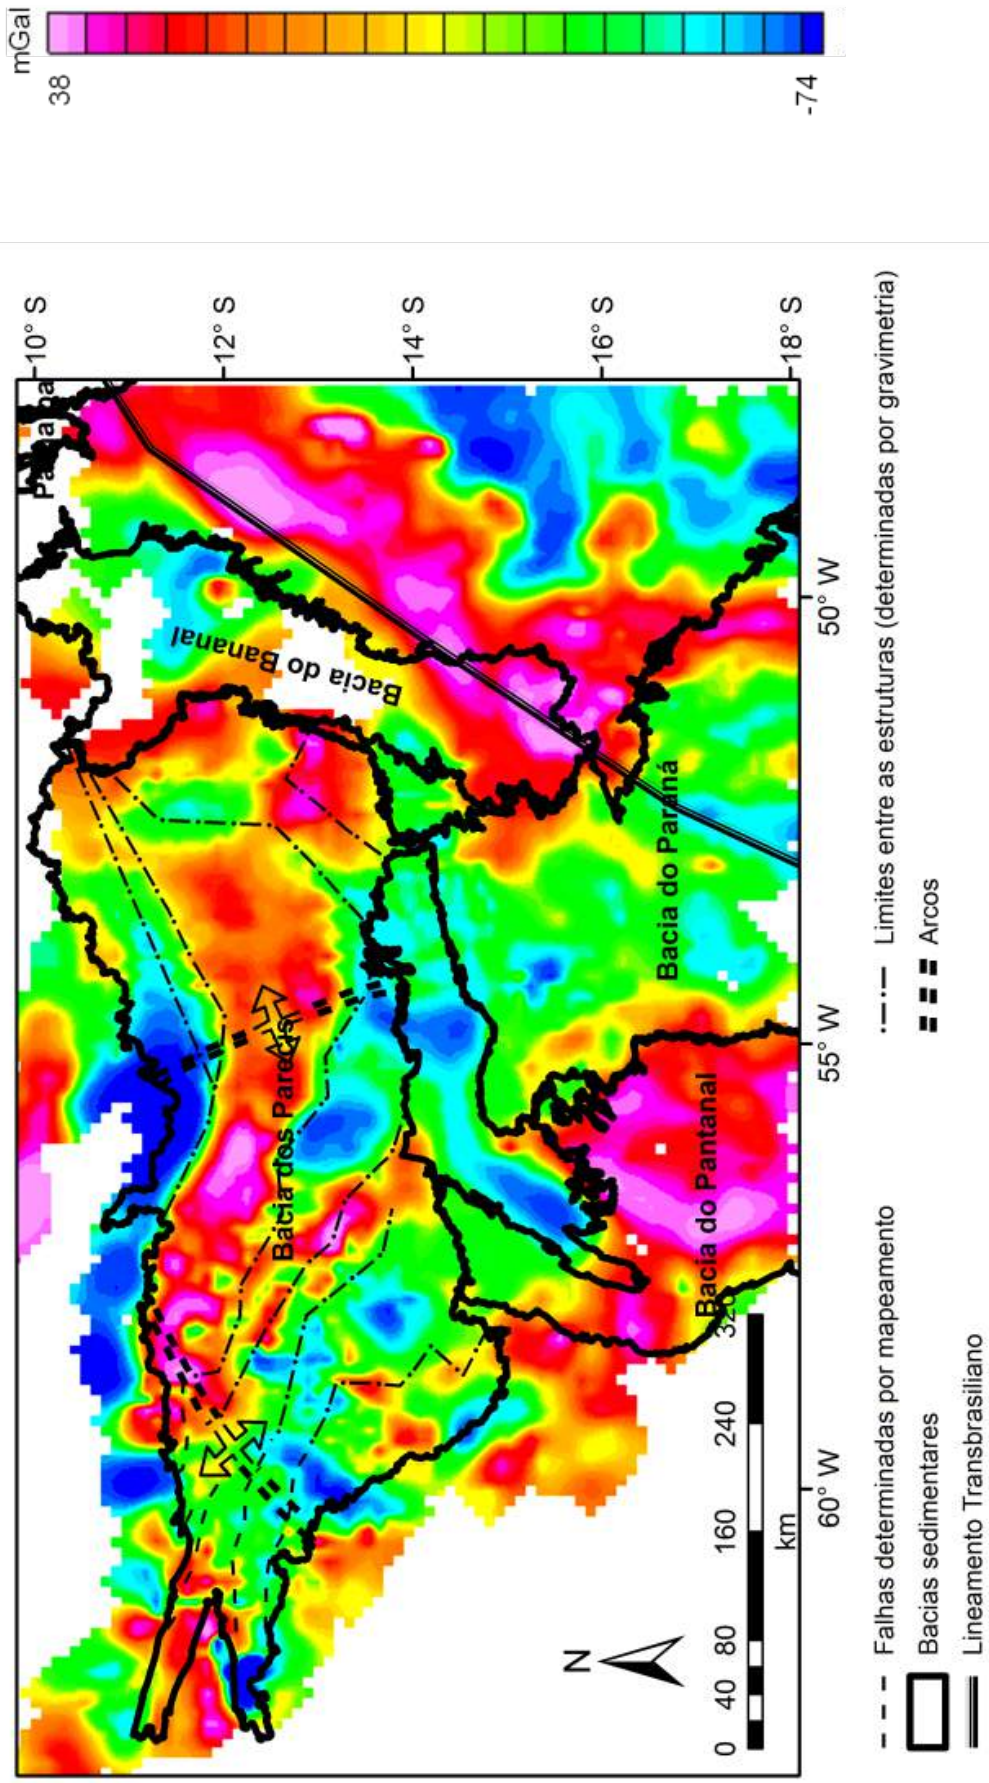 mGal
38
-74
10° S
12° S
14° S
16° S
18° S
Bacia do Bananal
Bacia dos Parecis
Bacia do Paraná
Bacia do Pantanal
N
0 40 80 160 240 320
km
60° W
55° W
50° W
Falhas determinadas por mapeamento
Bacias sedimentares
Lineamento Transbrasiliano
Limites entre as estruturas (determinadas por gravimetria)
Arcos